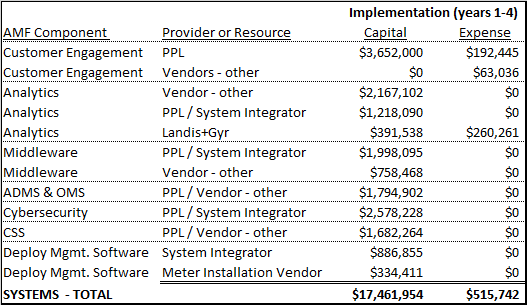 Implementation (years 1-4)
AMF Component Provider or Resource Capital Expense
Customer Engagement PPL $3,652,000 $192,445
Customer Engagement Vendors - other $0 $63,036
Analytics Vendor - other $2,167,102 $0
Analytics PPL / System Integrator $1,218,090 $0
Analytics Landis+Gyr $391,538 $260,261
Middleware PPL / System Integrator $1,998,095 $0
Middleware Vendor - other $758,468 $0
ADMS & OMS PPL / Vendor - other $1,794,902 $0
Cybersecurity PPL / System Integrator $2,578,228 $0
CSS PPL / Vendor - other $1,682,264 $0
Deploy Mgmt. Software System Integrator $886,855 $0
Deploy Mgmt. Software Meter Installation Vendor $334,411 $0
SYSTEMS - TOTAL $17,461,954 $515,742